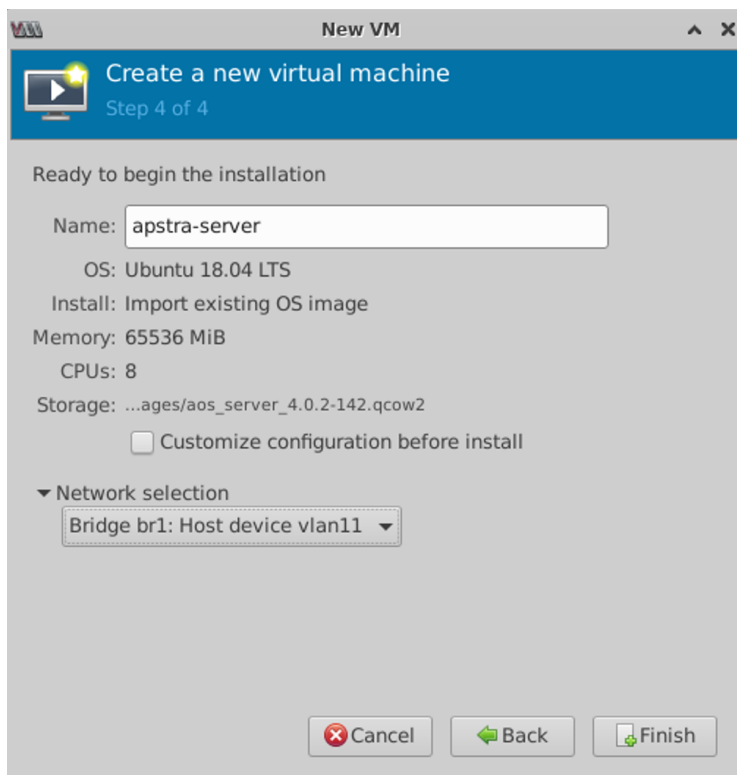 New VM
Create a new virtual machine
Step 4 of 4
Ready to begin the installation
Name: apstra-server
OS: Ubuntu 18.04 LTS
Install: Import existing OS image
Memory: 65536 MiB
CPUs: 8
Storage: ...ages/aos_server_4.0.2-142.qcow2
Customize configuration before install
Network selection
Bridge br1: Host device vlan11
Cancel Back Finish